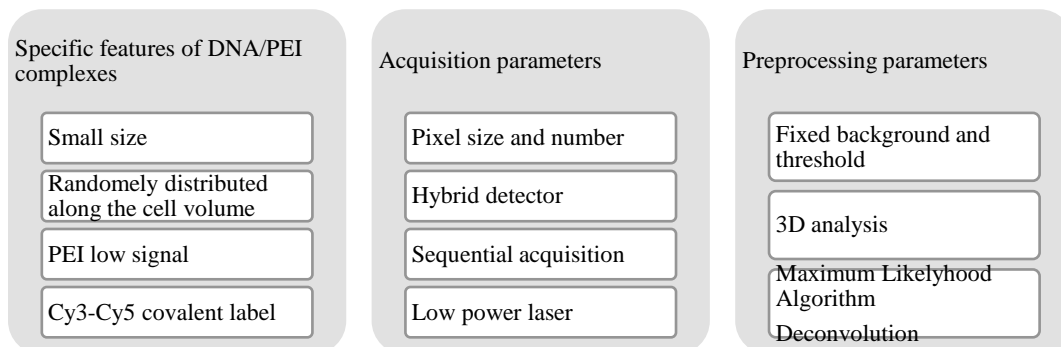 Specific features of DNA/PEI
complexes
Small size
Randomely distributed
along the cell volume
PEI low signal
Cy3-Cy5 covalent label
Acquisition parameters
Pixel size and number
Hybrid detector
Sequential acquisition
Low power laser
Preprocessing parameters
Fixed background and
threshold
3D analysis
Maximum Likelyhood
Algorithm
Deconvolution